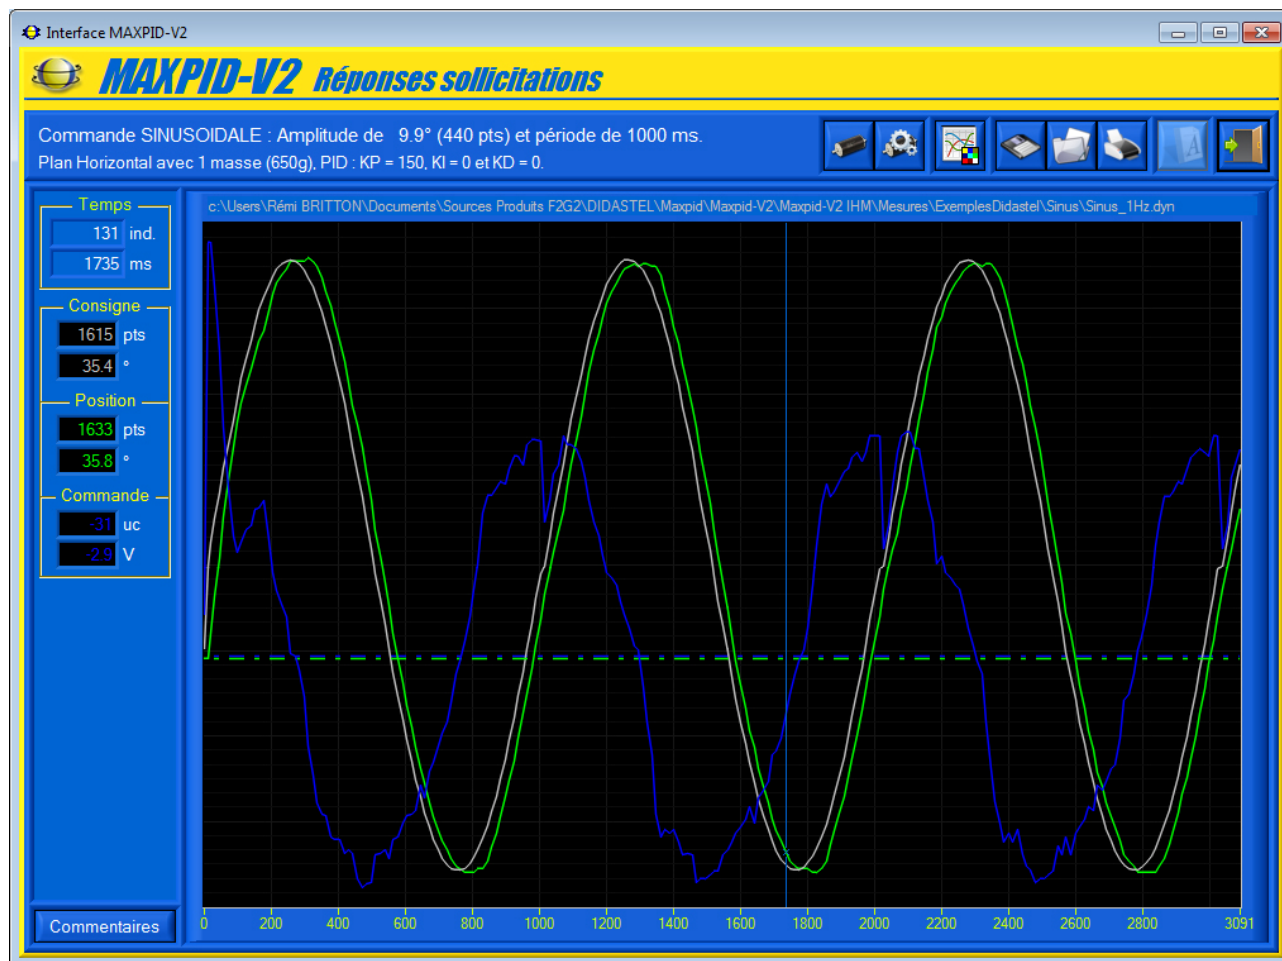 Interface MAXPID-V2
MAXPID-V2 Réponses sollicitations
Commande SINUSOIDALE : Amplitude de 9.9° (440 pts) et période de 1000 ms.
Plan Horizontal avec 1 masse (650g), PID : KP = 150, KI = 0 et KD = 0.
A
Temps
131 ind.
1735 ms
Consigne
1615 pts
35.4 °
Position
1633 pts
35.8 °
Commande
-31 uc
-2.9 V
Commentaires
c:\Users\Rémi BRITTON\Documents\Sources Produits F2G2\DIDASTEL\Maxpid\Maxpid-V2\Maxpid-V2 IHM\Mesures\ExemplesDidastel\Sinus\Sinus_1Hz.dyn
0 200 400 600 800 1000 1200 1400 1600 1800 2000 2200 2400 2600 2800 3091